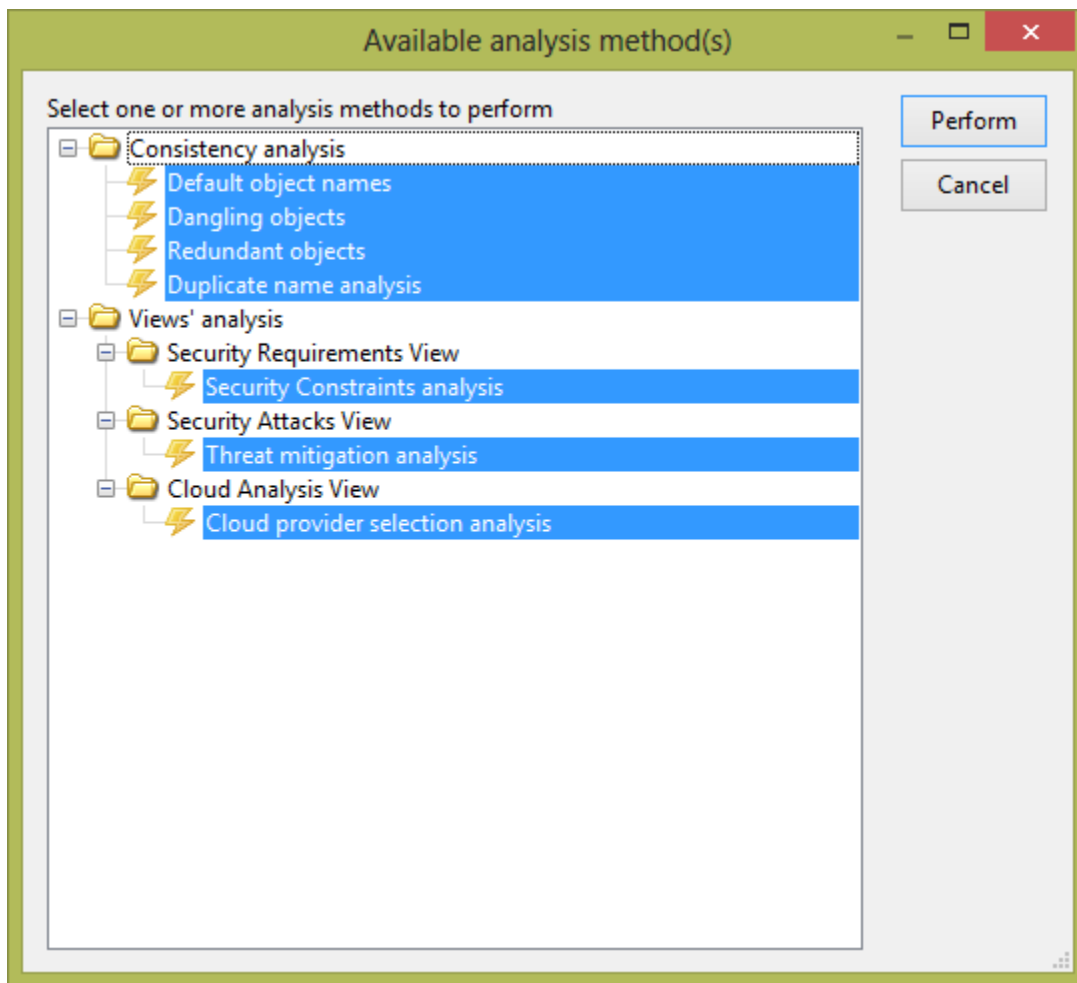 Available analysis method(s)
Select one or more analysis methods to perform
Perform
Cancel
Consistency analysis
Default object names
Dangling objects
Redundant objects
Duplicate name analysis
Views' analysis
Security Requirements View
Security Constraints analysis
Security Attacks View
Threat mitigation analysis
Cloud Analysis View
Cloud provider selection analysis